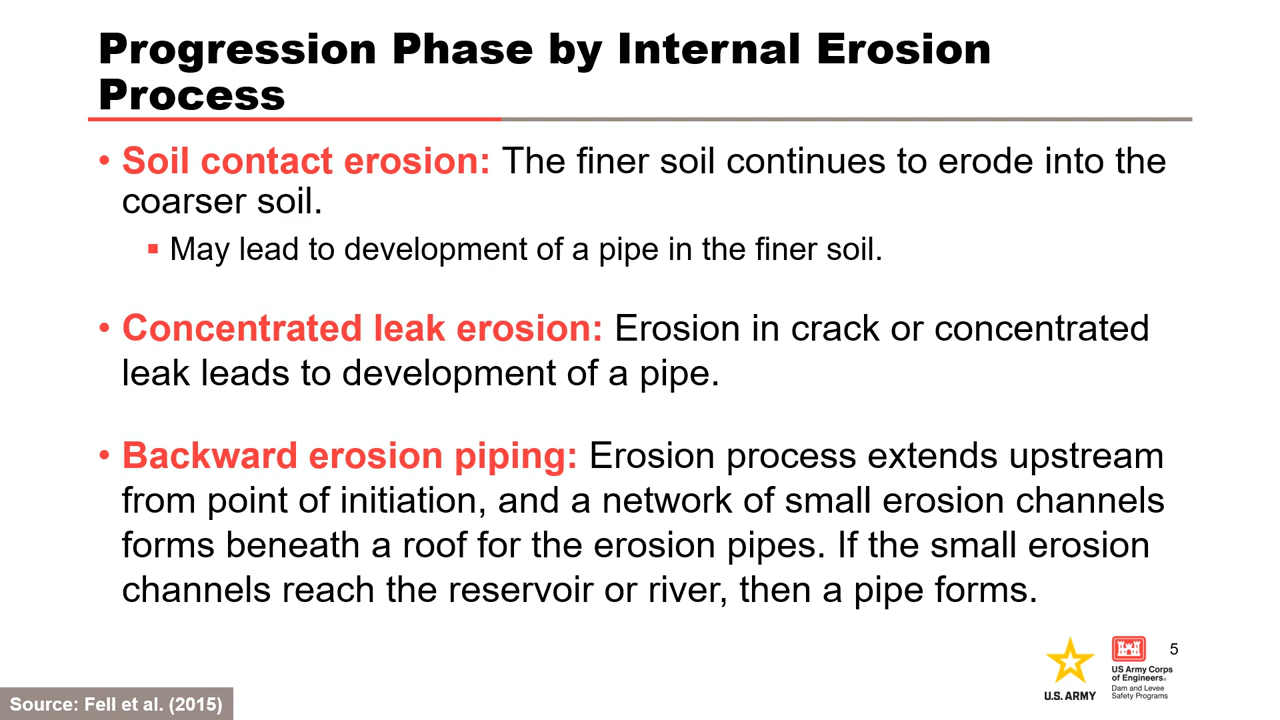 Progression Phase by Internal Erosion
Process
• Soil contact erosion: The finer soil continues to erode into the
coarser soil.
▪ May lead to development of a pipe in the finer soil.
• Concentrated leak erosion: Erosion in crack or concentrated
leak leads to development of a pipe.
• Backward erosion piping: Erosion process extends upstream
from point of initiation, and a network of small erosion channels
forms beneath a roof for the erosion pipes. If the small erosion
channels reach the reservoir or river, then a pipe forms.
5
U.S. ARMY
US Army Corps
of Engineers®
Dam and Levee
Safety Programs
Source: Fell et al. (2015)